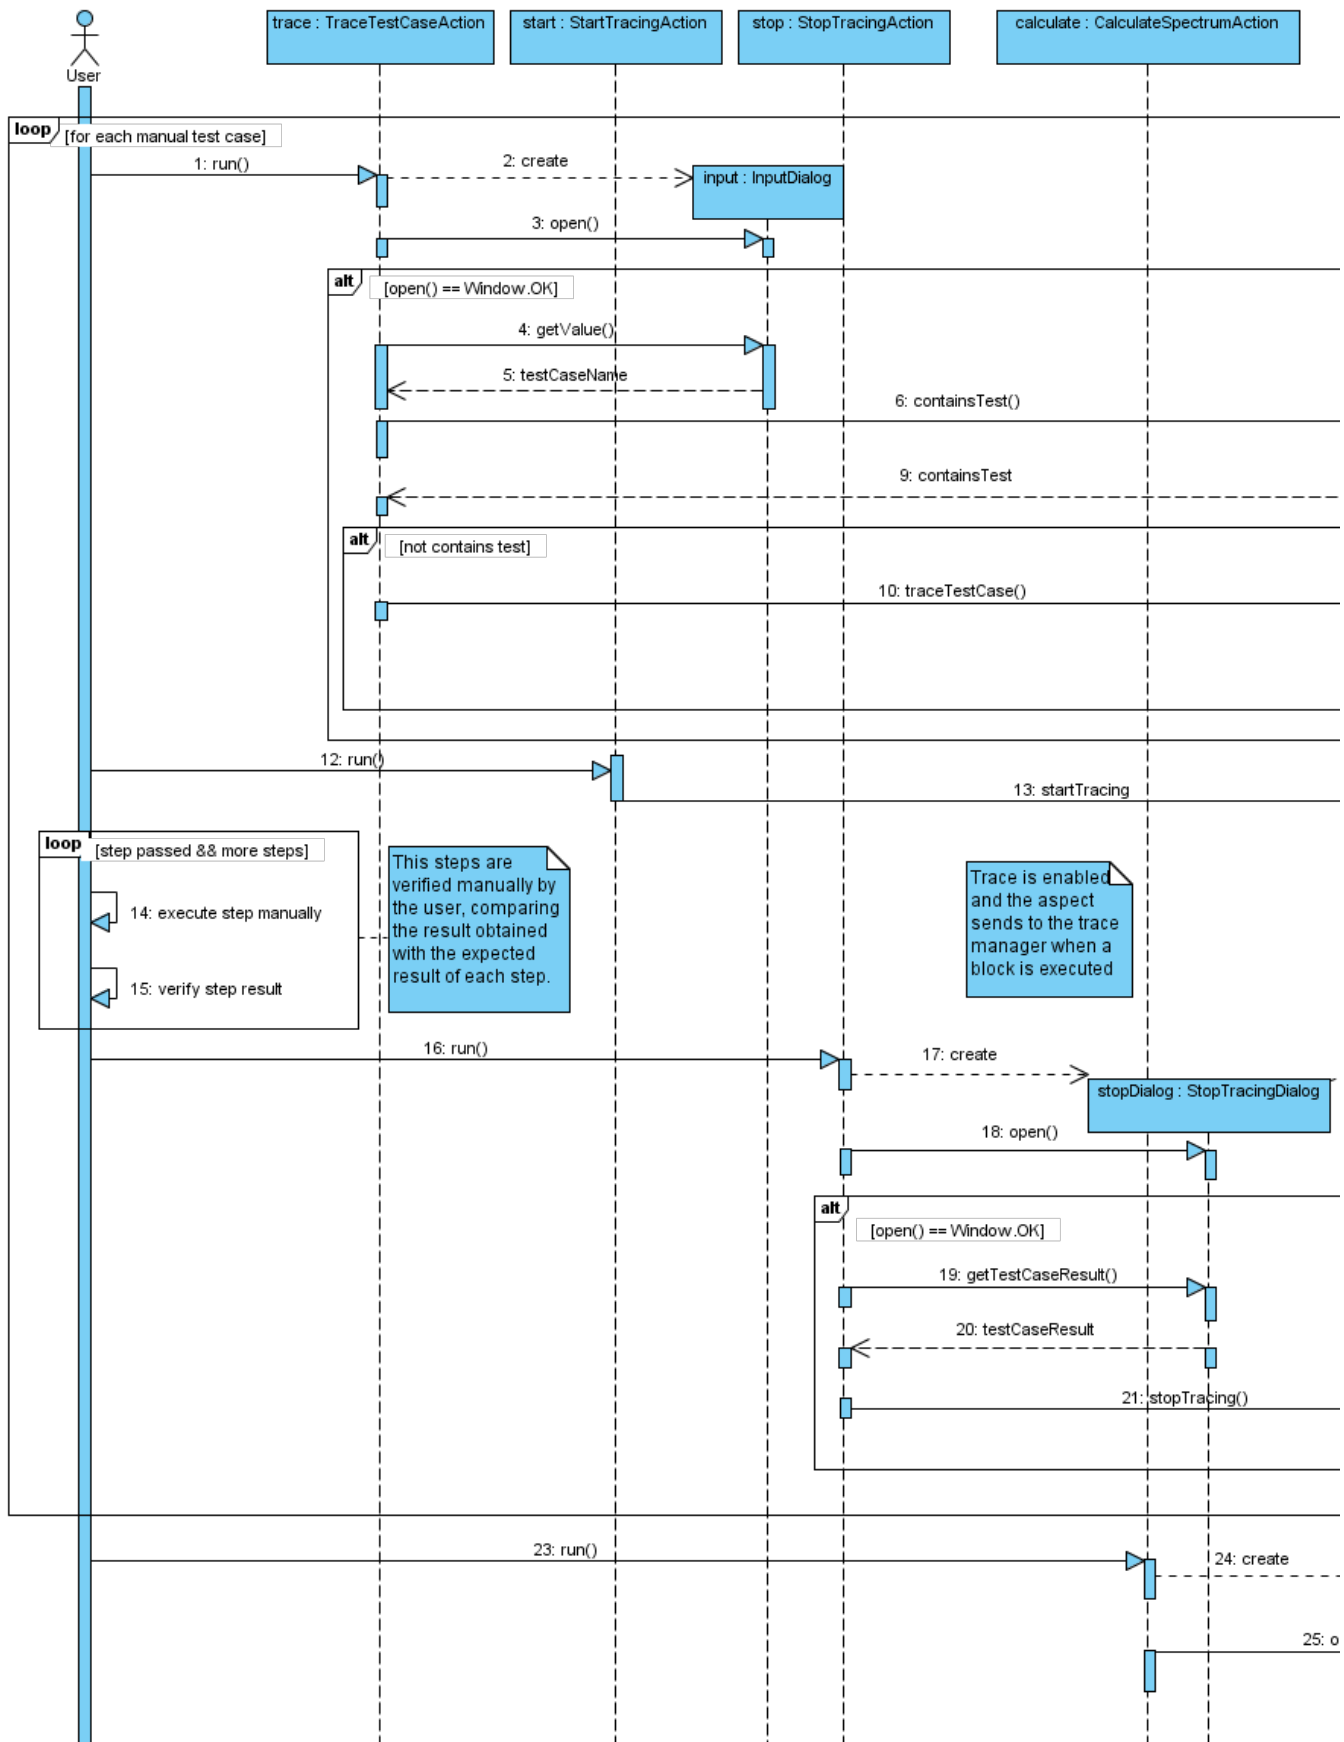 trace : TraceTestCaseAction
start : StartTracingAction
stop : StopTracingAction
calculate : CalculateSpectrumAction
User
loop
[for each manual test case]
1: run()
2: create
input : InputDialog
3: open()
alt
[open() == Window.OK]
4: getValue()
5: testCaseName
6: containsTest()
9: containsTest
alt
[not contains test]
10: traceTestCase()
12: run()
13: startTracing
loop
[step passed && more steps]
This steps are
verified manually by
the user, comparing
the result obtained
with the expected
result of each step.
Trace is enabled
and the aspect
sends to the trace
manager when a
block is executed
14: execute step manually
15: verify step result
16: run()
17: create
stopDialog : StopTracingDialog
18: open()
alt
[open() == Window.OK]
19: getTestCaseResult()
20: testCaseResult
21: stopTracing()
23: run()
24: create
25: o